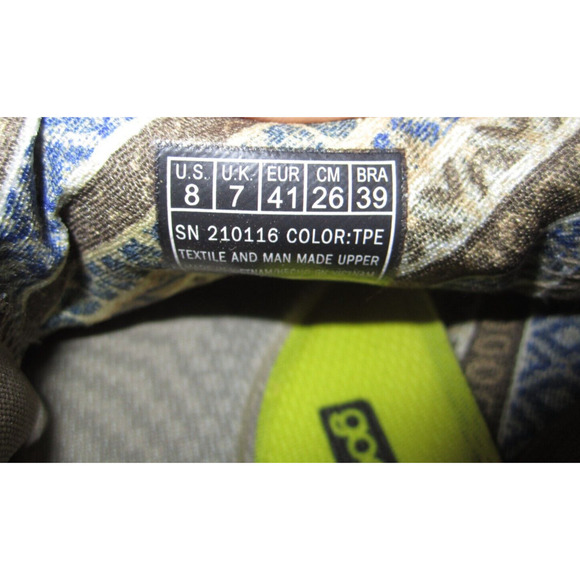 U.S. U.K. EUR CM BRA
8 7 41 26 39
SN 210116 COLOR:TPE
TEXTILE AND MAN MADE UPPER